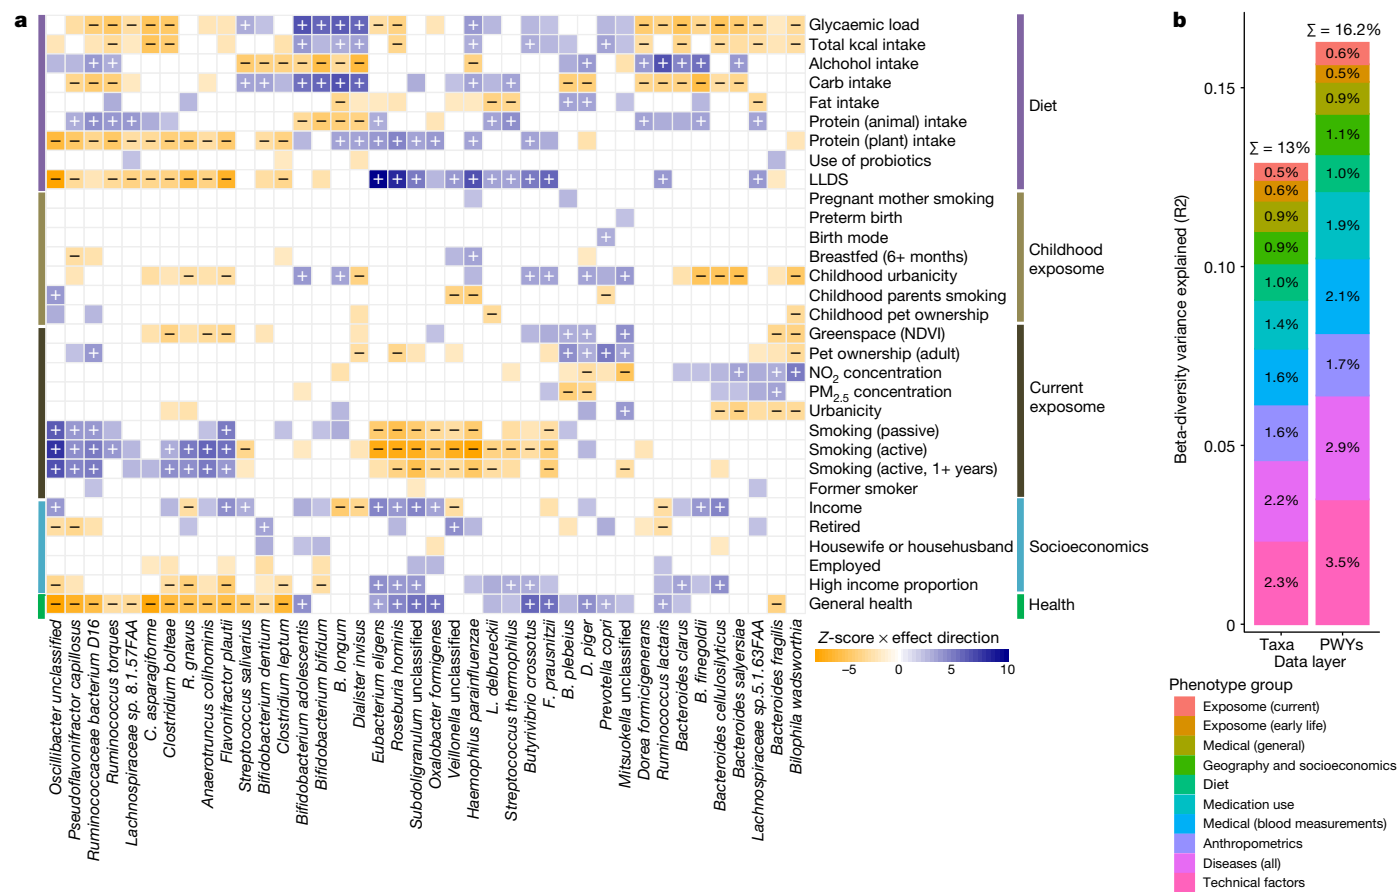 a
Glycaemic load
Total kcal intake
Alchohol intake
Carb intake
Fat intake
Protein (animal) intake
Protein (plant) intake
Use of probiotics
LLDS
Pregnant mother smoking
Preterm birth
Birth mode
Breastfed (6+ months)
Childhood urbanicity
Childhood parents smoking
Childhood pet ownership
Greenspace (NDVI)
Pet ownership (adult)
NO2 concentration
PM2.5 concentration
Urbanicity
Smoking (passive)
Smoking (active)
Smoking (active, 1+ years)
Former smoker
Income
Retired
Housewife or househusband
Employed
High income proportion
General health
Diet
Childhood
exposome
Current
exposome
Socioeconomics
Health
Oscillibacter unclassified
Pseudoflavonifractor capillosus
Ruminococcaceae bacterium D16
Ruminococcus torques
Lachnospiraceae sp. 8.1.57FAA
C. asparagiforme
Clostridium bolteae
R. gnavus
Anaerotruncus colihominis
Flavonifractor plautii
Streptococcus salivarius
Bifidobacterium dentium
Clostridium leptum
Bifidobacterium adolescentis
Bifidobacterium bifidum
B. longum
Dialister invisus
Eubacterium eligens
Roseburia hominis
Subdoligranulum unclassified
Oxalobacter formigenes
Veillonella unclassified
Haemophilus parainfluenzae
L. delbrueckii
Streptococcus thermophilus
Butyrivibrio crossotus
F. prausnitzii
B. plebeius
D. piger
Prevotella copri
Mitsuokella unclassified
Dorea formicigenerans
Ruminococcus lactaris
Bacteroides clarus
B. finegoldii
Bacteroides cellulosilyticus
Bacteroides salyersiae
Lachnospiraceae sp.5.1.63FAA
Bacteroides fragilis
Bilophila wadsworthia
Z-score × effect direction
−5 0 5 10
b
Beta-diversity variance explained (R2)
0.15
0.10
0.05
0
Σ = 13%
0.5%
0.6%
0.9%
0.9%
1.0%
1.4%
1.6%
1.6%
2.2%
2.3%
Σ = 16.2%
0.6%
0.5%
0.9%
1.1%
1.0%
1.9%
2.1%
1.7%
2.9%
3.5%
Taxa PWYs
Data layer
Phenotype group
Exposome (current)
Exposome (early life)
Medical (general)
Geography and socioeconomics
Diet
Medication use
Medical (blood measurements)
Anthropometrics
Diseases (all)
Technical factors